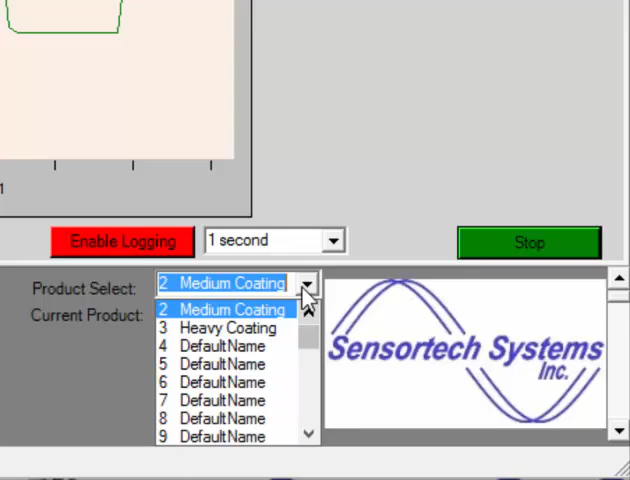 1
Enable Logging
1 second
Stop
Product Select:
2 Medium Coating
Current Product:
2 Medium Coating
3 Heavy Coating
4 DefaultName
5 DefaultName
6 DefaultName
7 DefaultName
8 DefaultName
9 DefaultName
Sensortech Systems
Inc.